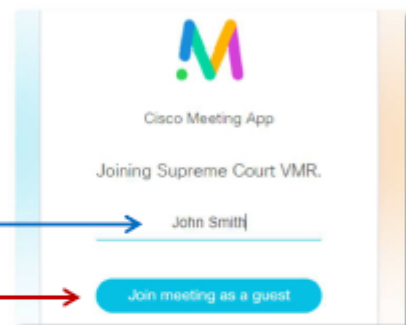 Cisco Meeting App
Joining Supreme Court VMR.
John Smith
Join meeting as a guest